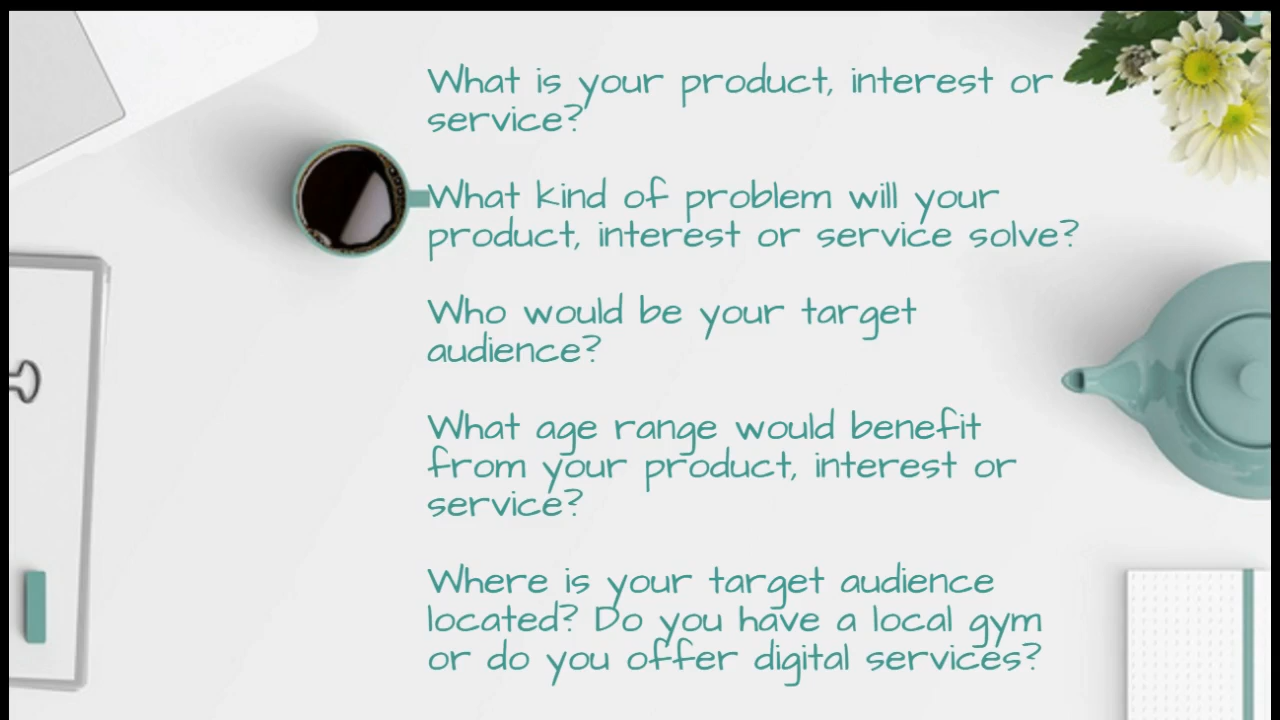 What is your product, interest or
service?
What kind of problem will your
product, interest or service solve?
Who would be your target
audience?
What age range would benefit
from your product, interest or
service?
Where is your target audience
located? Do you have a local gym
or do you offer digital services?